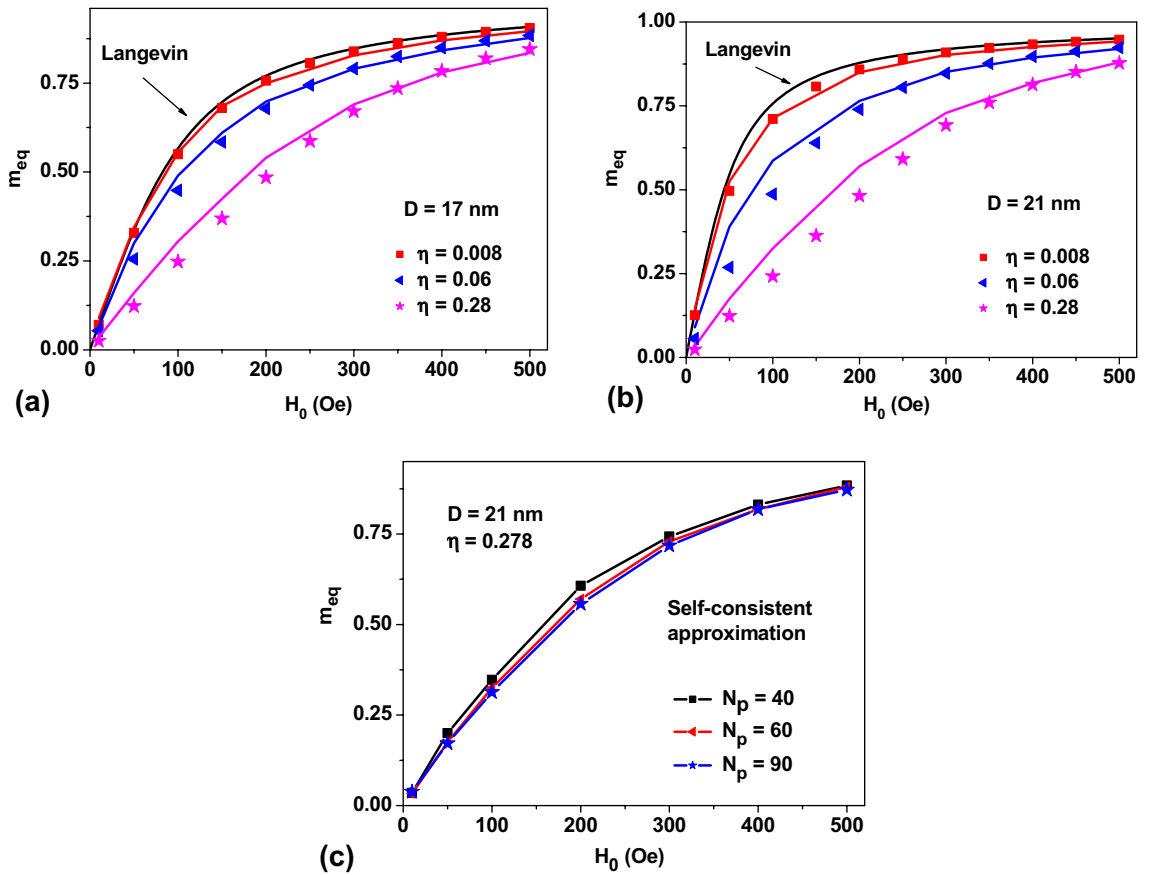 Langevin
D = 17 nm
η = 0.008
η = 0.06
η = 0.28
0.75
0.50
0.25
0.00
m_eq
0 100 200 300 400 500
H_0 (Oe)
(a)
1.00
Langevin
D = 21 nm
η = 0.008
η = 0.06
η = 0.28
0.75
0.50
0.25
0.00
m_eq
0 100 200 300 400 500
H_0 (Oe)
(b)
D = 21 nm
η = 0.278
Self-consistent
approximation
N_p = 40
N_p = 60
N_p = 90
0.75
0.50
0.25
0.00
m_eq
0 100 200 300 400 500
H_0 (Oe)
(c)